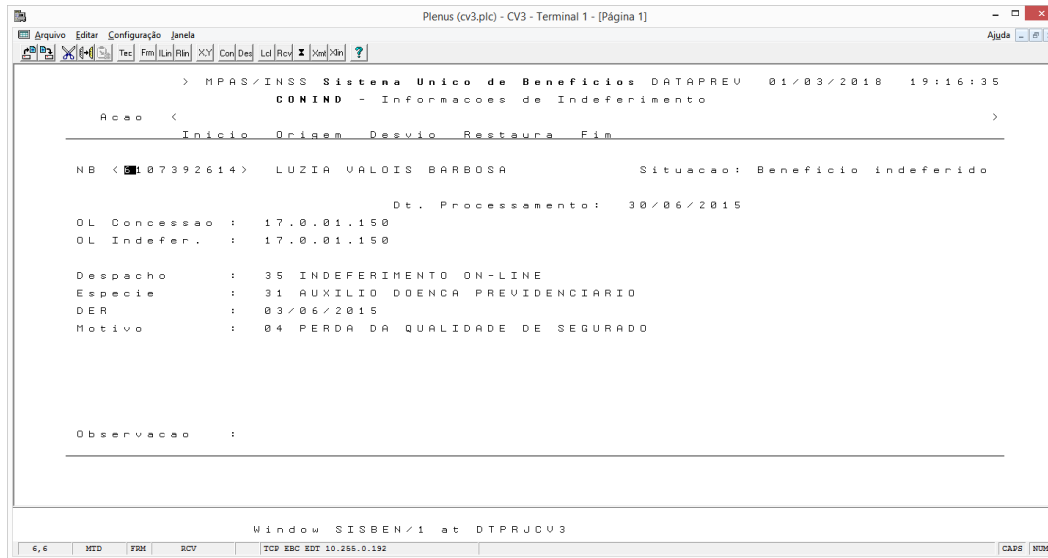 Plenus (cv3.plc) - CV3 - Terminal 1 - [Página 1]
Arquivo Editar Configuração Janela Ajuda
Tec Frm ILin RIin X,Y Con Des Lcl Rcv Xmt Xlin ?
> MPAS/INSS Sistema Unico de Beneficios DATAPREV 01/03/2018 19:16:35
CONIND - Informacoes de Indeferimento
Acao < >
Inicio Origem Desvio Restaura Fim
NB <6107392614> LUZIA VALOIS BARBOSA Situacao: Beneficio indeferido
Dt. Processamento: 30/06/2015
OL Concessao : 17.0.01.150
OL Indefer. : 17.0.01.150
Despacho : 35 INDEFERIMENTO ON-LINE
Especie : 31 AUXILIO DOENCA PREVIDENCIARIO
DER : 03/06/2015
Motivo : 04 PERDA DA QUALIDADE DE SEGURADO
Observacao :
Window SISBEN/1 at DTPRJCV3
6,6 MTD FRM RCV TCP EBC EDT 10.255.0.192 CAPS NUM